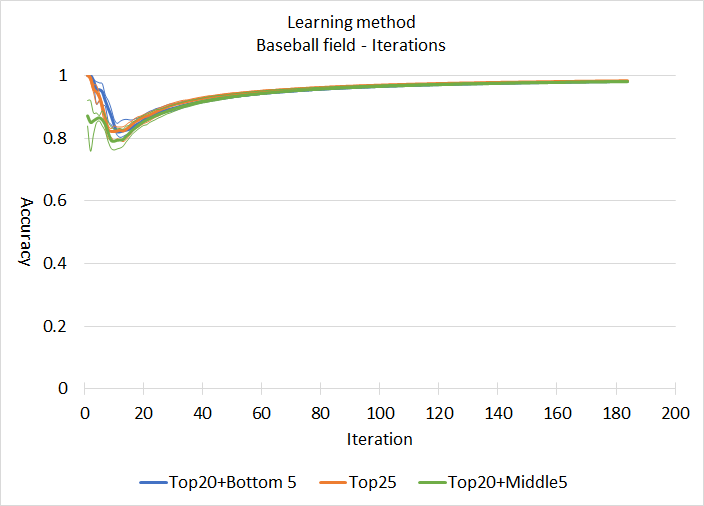 Learning method
Baseball field - Iterations
1
0.8
0.6
0.4
0.2
0
Accuracy
0 20 40 60 80 100 120 140 160 180 200
Iteration
Top20+Bottom 5 Top25 Top20+Middle5